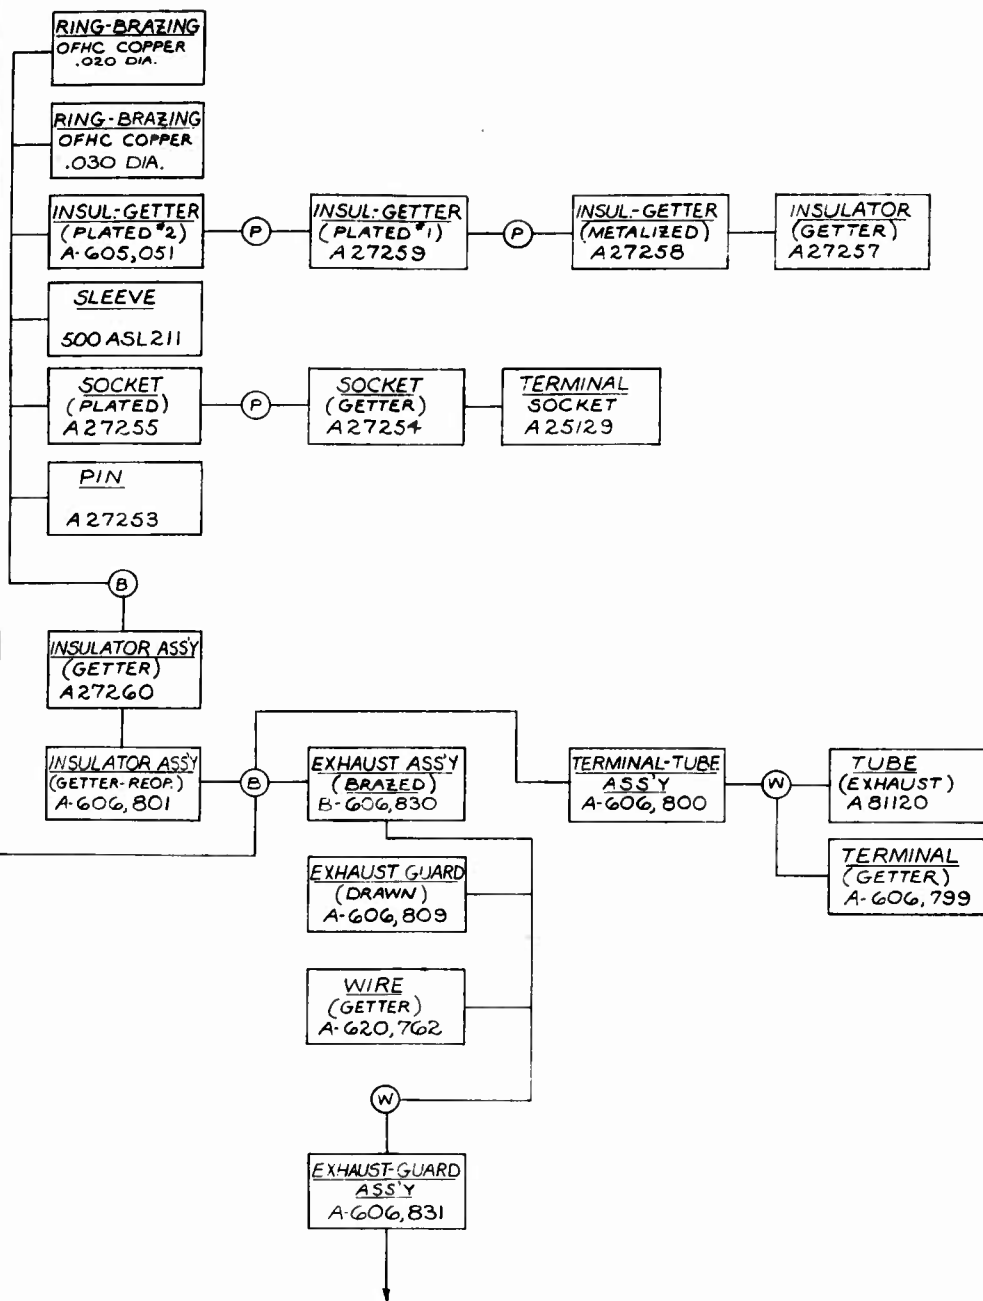 RING-BRAZING
OFHC COPPER
.020 DIA.
RING-BRAZING
OFHC COPPER
.030 DIA.
INSUL-GETTER
(PLATED #2)
A-605,051
P
INSUL-GETTER
(PLATED #1)
A27259
P
INSUL-GETTER
(METALIZED)
A27258
INSULATOR
(GETTER)
A27257
SLEEVE
500ASL211
SOCKET
(PLATED)
A27255
P
SOCKET
(GETTER)
A27254
TERMINAL
SOCKET
A25129
PIN
A27253
B
INSULATOR ASS'Y
(GETTER)
A27260
INSULATOR ASS'Y
(GETTER-REOP.)
A-606,801
B
EXHAUST ASS'Y
(BRAZED)
B-606,830
TERMINAL-TUBE
ASS'Y
A-606,800
W
TUBE
(EXHAUST)
A81120
EXHAUST GUARD
(DRAWN)
A-606,809
TERMINAL
(GETTER)
A-606,799
WIRE
(GETTER)
A-620,762
W
EXHAUST-GUARD
ASS'Y
A-606,831